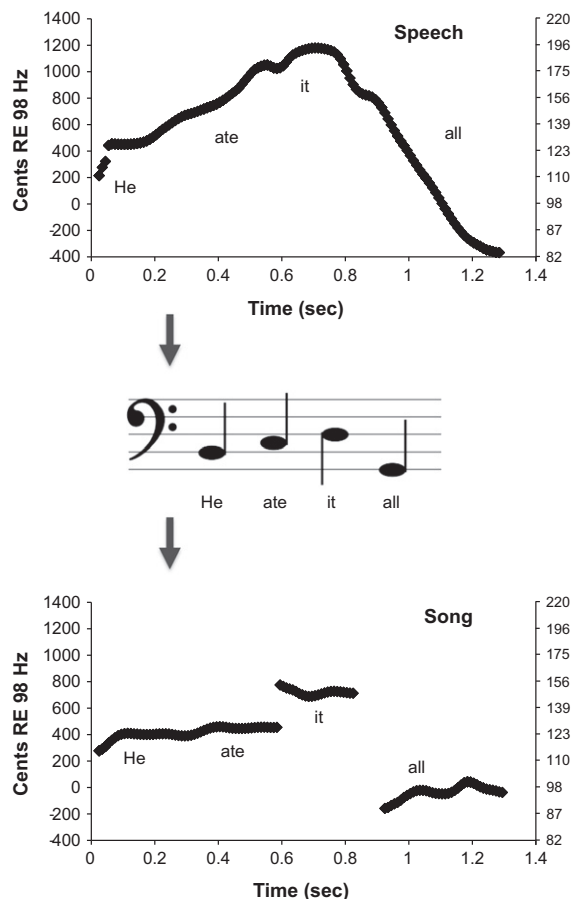 Speech
Cents RE 98 Hz
1400
1200
1000
800
600
400
200
0
-200
-400
220
196
175
156
139
123
110
98
87
82
He
ate
it
all
0 0.2 0.4 0.6 0.8 1 1.2 1.4
Time (sec)
He ate it all
Song
Cents RE 98 Hz
1400
1200
1000
800
600
400
200
0
-200
-400
220
196
175
156
139
123
110
98
87
82
He
ate
it
all
0 0.2 0.4 0.6 0.8 1 1.2 1.4
Time (sec)